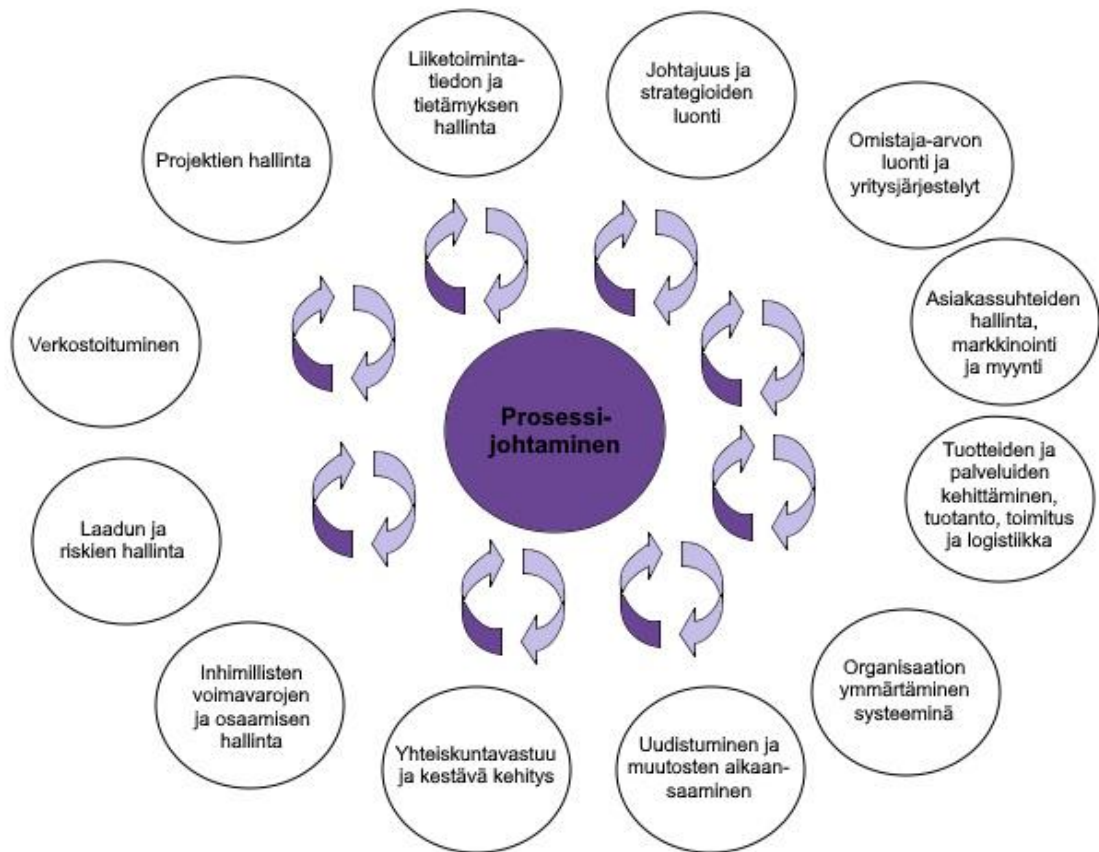 Liiketoiminta-
tiedon ja
tietämyksen
hallinta
Johtajuus ja
strategioiden
luonti
Projektien hallinta
Omistaja-arvon
luonti ja
yritysjärjestelyt
Asiakassuhteiden
hallinta,
markkinointi
ja myynti
Verkostoituminen
Prosessi-
johtaminen
Tuotteiden ja
palveluiden
kehittäminen,
tuotanto, toimitus
ja logistiikka
Laadun ja
riskien hallinta
Organisaation
ymmärtäminen
systeeminä
Inhimillisten
voimavarojen
ja osaamisen
hallinta
Yhteiskuntavastuu
ja kestävä kehitys
Uudistuminen ja
muutosten aikaan-
saaminen